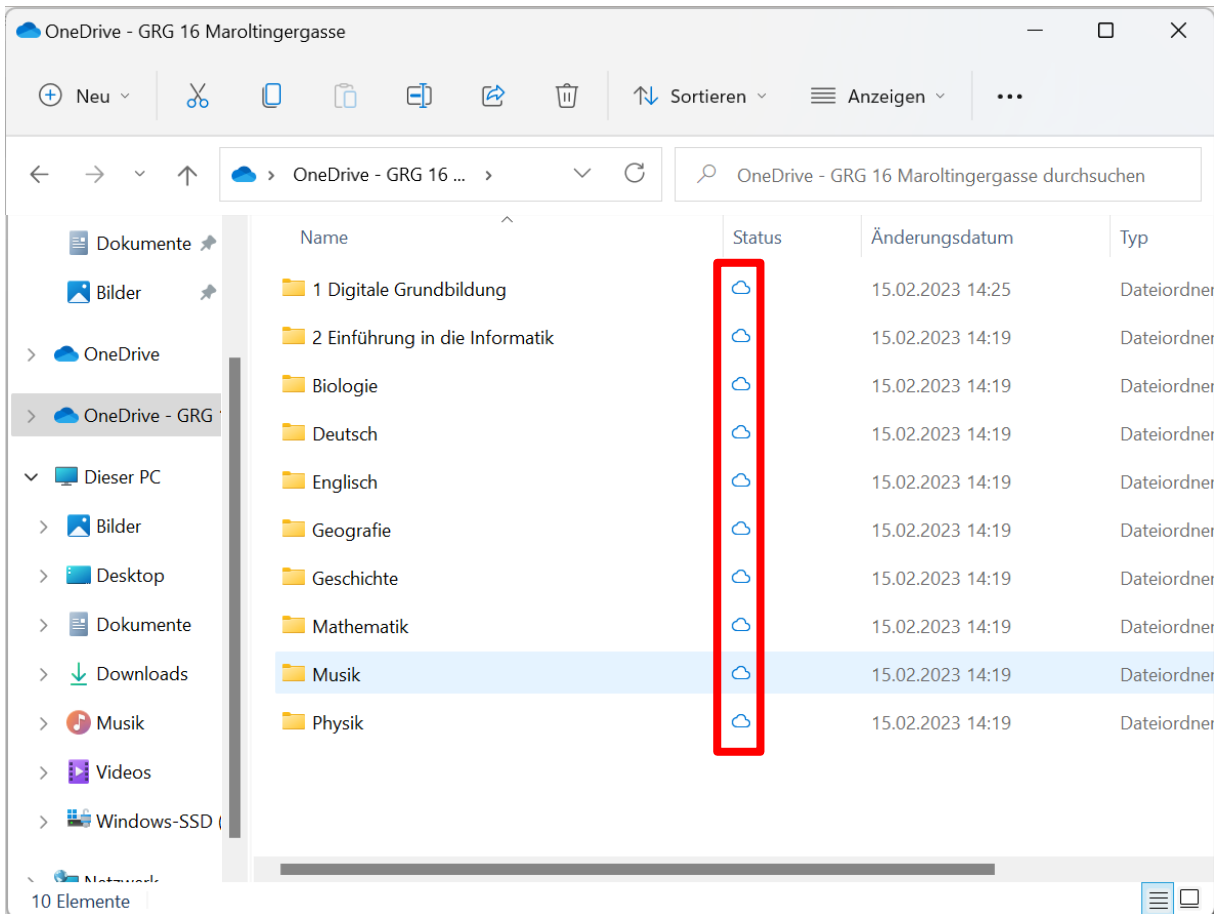 OneDrive - GRG 16 Maroltingergasse
Neu
Sortieren
Anzeigen
OneDrive - GRG 16 ...
OneDrive - GRG 16 Maroltingergasse durchsuchen
Dokumente
Bilder
OneDrive
OneDrive - GRG
Dieser PC
Bilder
Desktop
Dokumente
Downloads
Musik
Videos
Windows-SSD (
Netzwerk
Name Status Änderungsdatum Typ
1 Digitale Grundbildung 15.02.2023 14:25 Dateiordner
2 Einführung in die Informatik 15.02.2023 14:19 Dateiordner
Biologie 15.02.2023 14:19 Dateiordner
Deutsch 15.02.2023 14:19 Dateiordner
Englisch 15.02.2023 14:19 Dateiordner
Geografie 15.02.2023 14:19 Dateiordner
Geschichte 15.02.2023 14:19 Dateiordner
Mathematik 15.02.2023 14:19 Dateiordner
Musik 15.02.2023 14:19 Dateiordner
Physik 15.02.2023 14:19 Dateiordner
10 Elemente